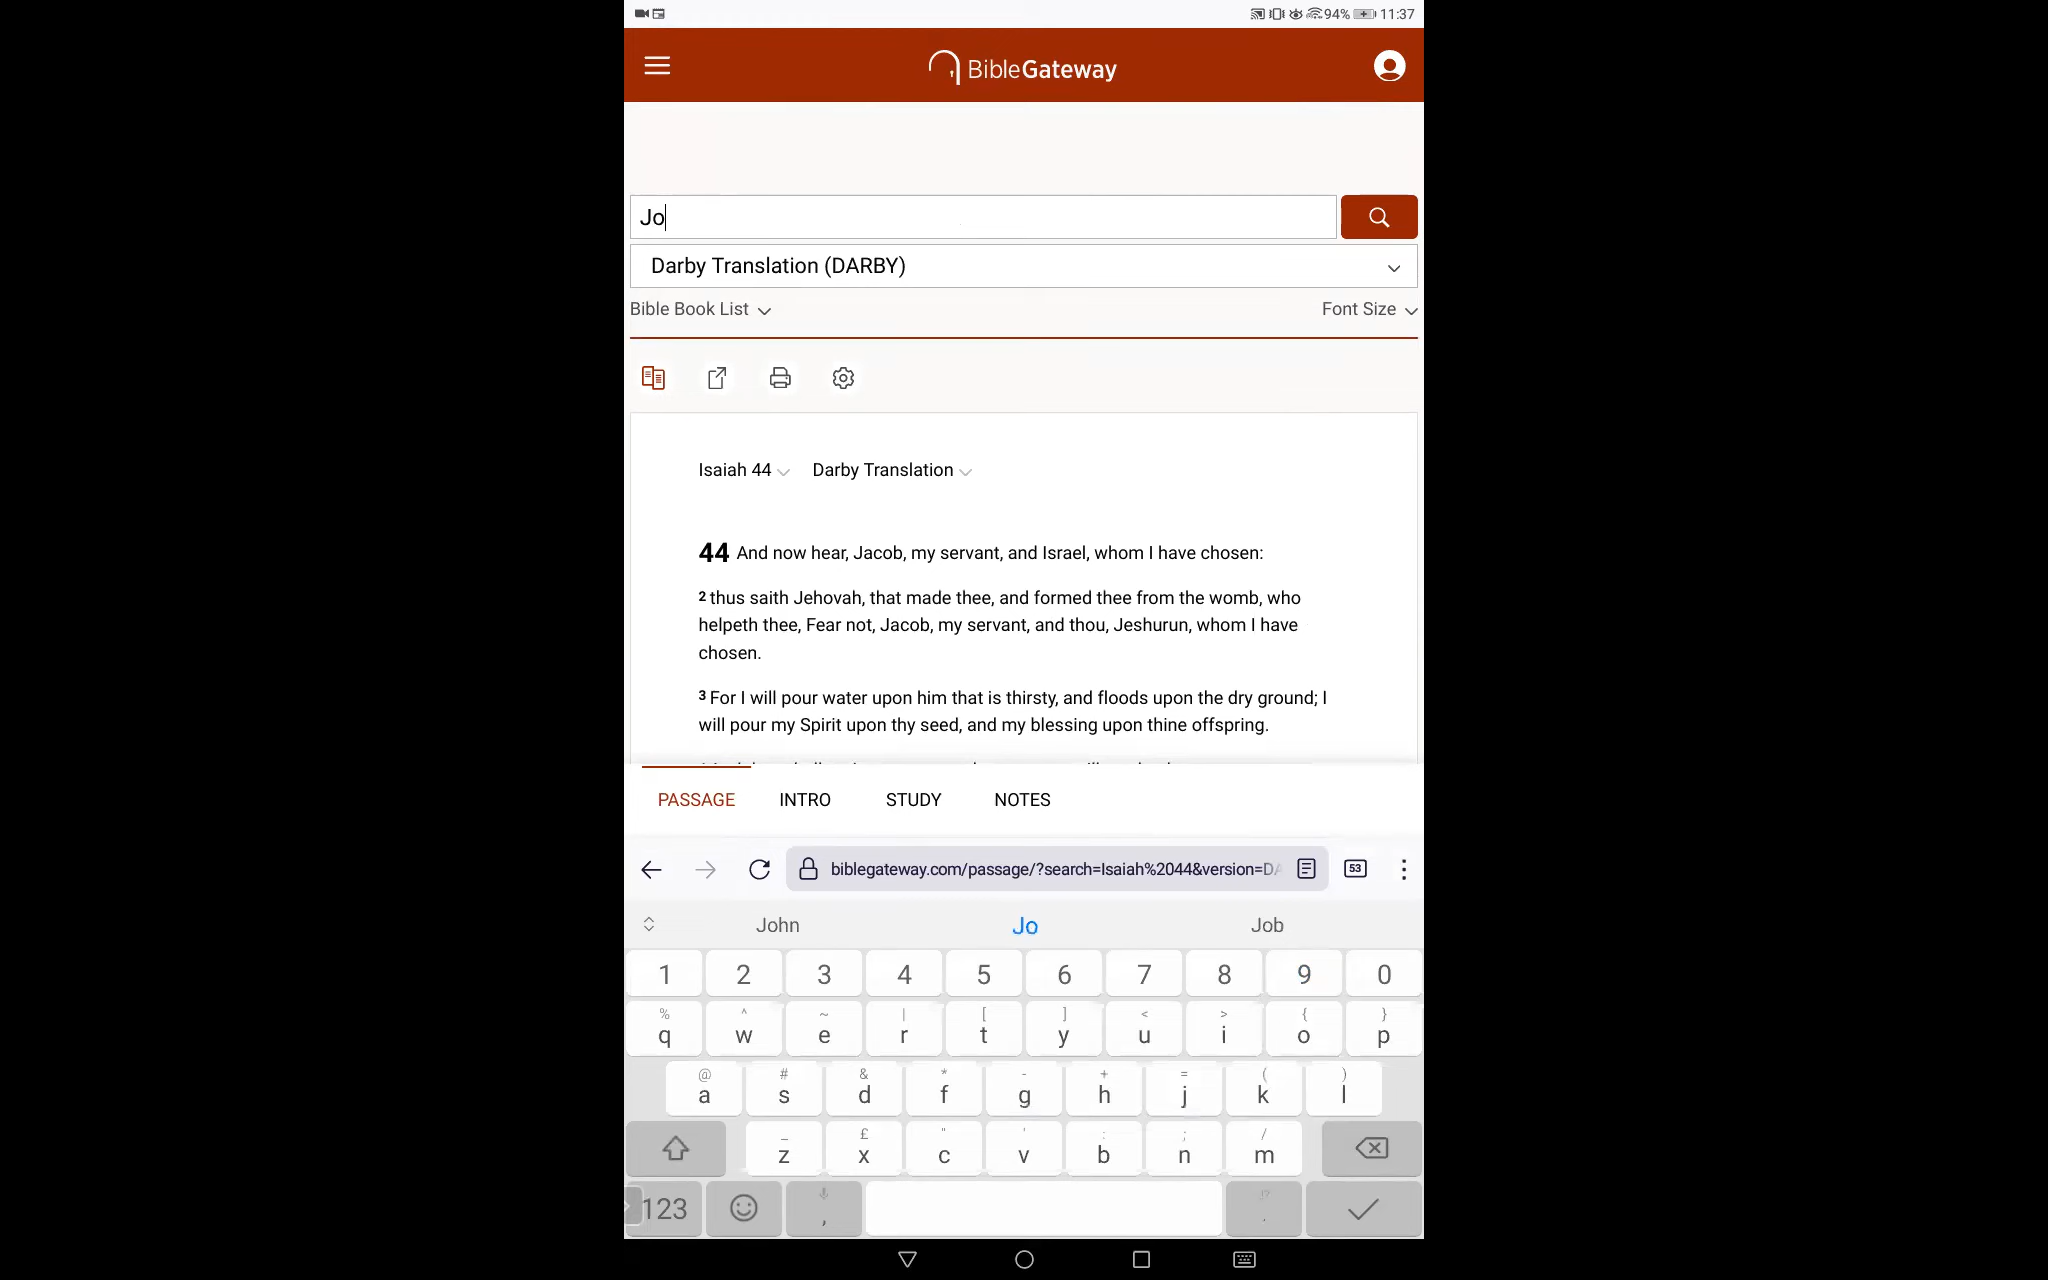 94% 11:37
BibleGateway
Jo
Darby Translation (DARBY)
Bible Book List Font Size
Isaiah 44 Darby Translation
44 And now hear, Jacob, my servant, and Israel, whom I have chosen:
2 thus saith Jehovah, that made thee, and formed thee from the womb, who
helpeth thee, Fear not, Jacob, my servant, and thou, Jeshurun, whom I have
chosen.
3 For I will pour water upon him that is thirsty, and floods upon the dry ground; I
will pour my Spirit upon thy seed, and my blessing upon thine offspring.
PASSAGE INTRO STUDY NOTES
biblegateway.com/passage/?search=Isaiah%2044&version=DA 53
John Jo Job
1 2 3 4 5 6 7 8 9 0
% ^ ~ | [ ] < > { }
q w e r t y u i o p
@ # & * - + = ( )
a s d f g h j k l
_ £ " ' : ; /
z x c v b n m
!?
123 , .